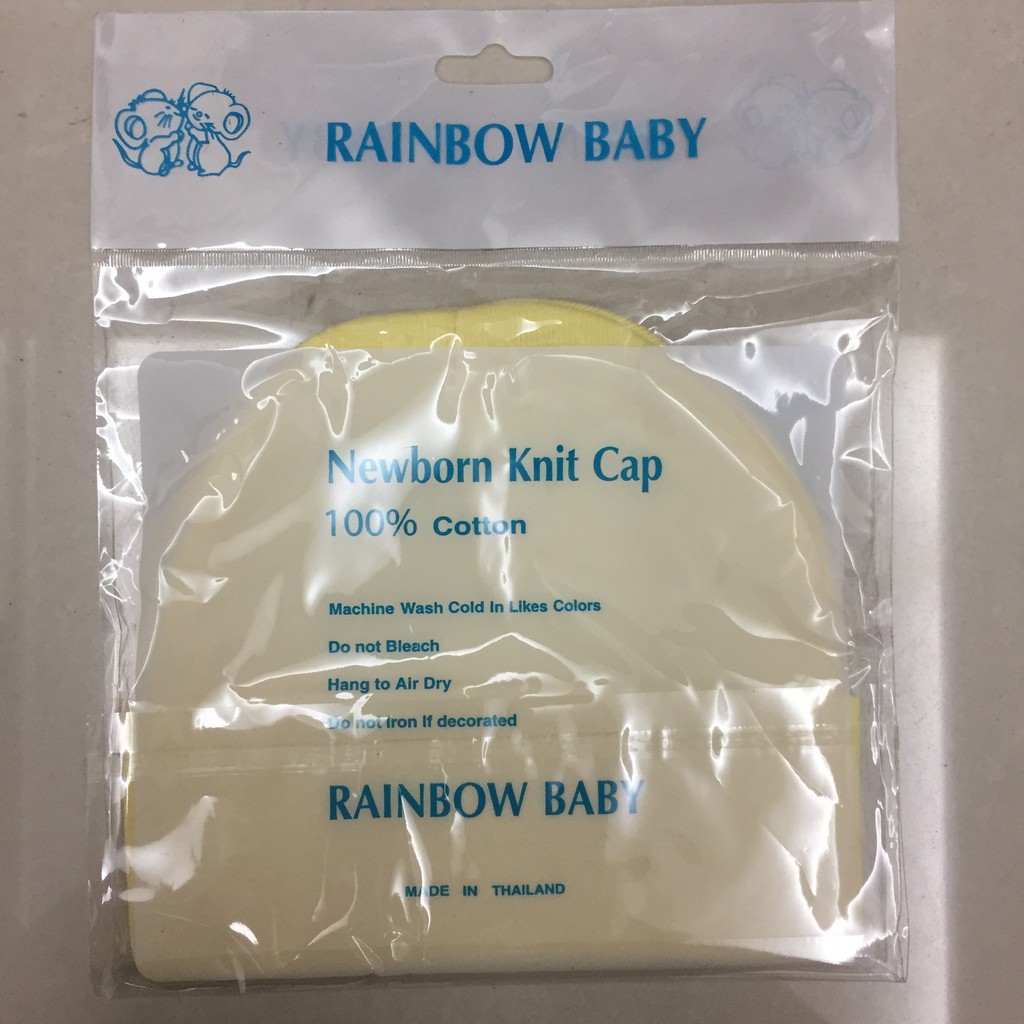 RAINBOW BABY
Newborn Knit Cap
100% Cotton
Machine Wash Cold In Likes Colors
Do not Bleach
Hang to Air Dry
Do not Iron If decorated
RAINBOW BABY
MADE IN THAILAND